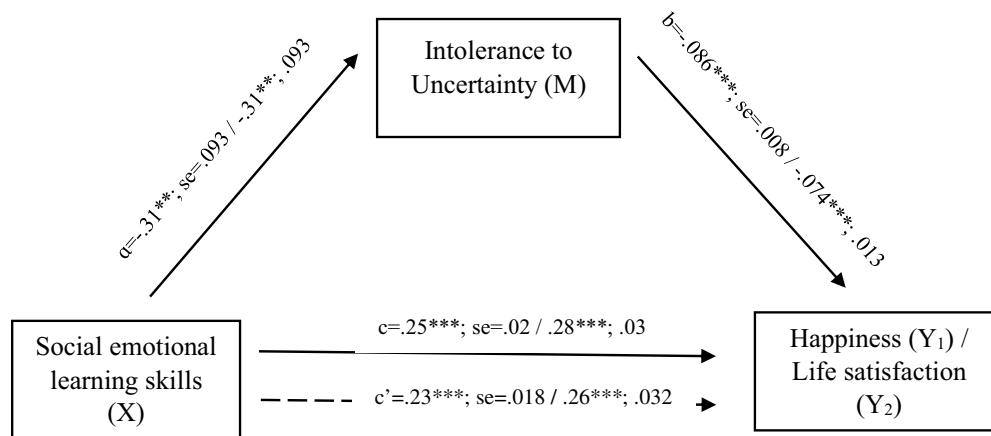 Intolerance to
Uncertainty (M)
a=-.31**; se=.093 / -.31**; .093
b=-.086***; se=.008 / -.074***; .013
Social emotional
learning skills
(X)
c=.25***; se=.02 / .28***; .03
c’=.23***; se=.018 / .26***; .032
Happiness (Y₁) /
Life satisfaction
(Y₂)